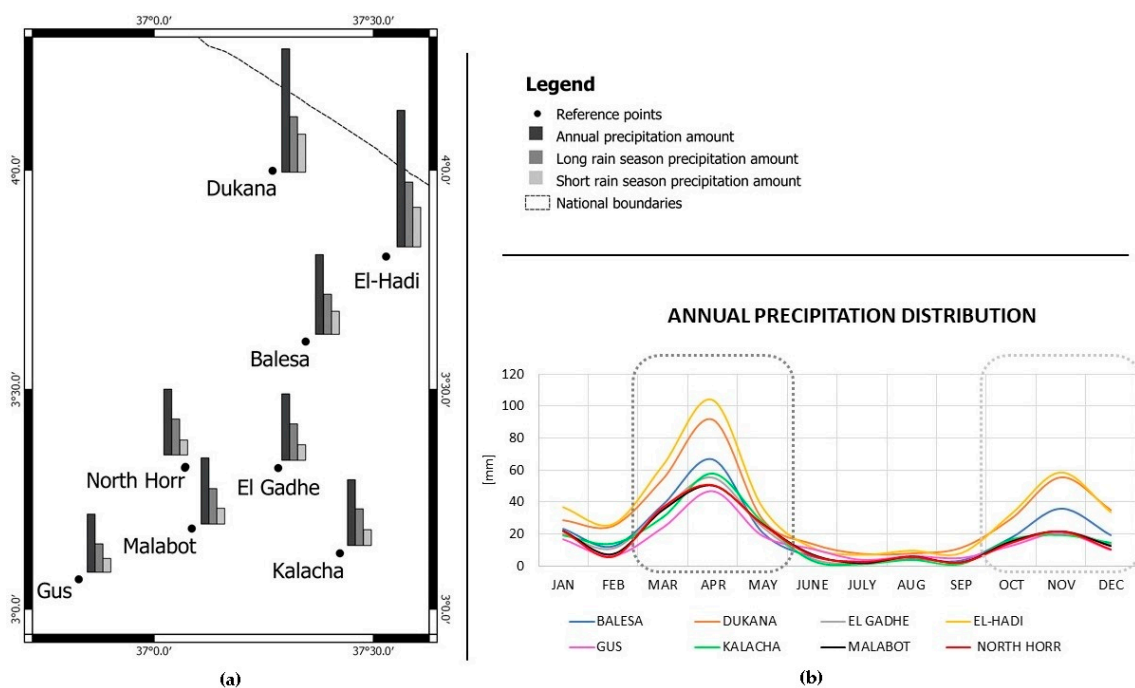 37°0.0'
37°30.0'
4°0.0'
4°0.0'
Dukana
El-Hadi
Balesa
3°30.0'
3°30.0'
North Horr
El Gadhe
Malabot
Kalacha
Gus
3°0.0'
3°0.0'
37°0.0'
37°30.0'
(a)
Legend
Reference points
Annual precipitation amount
Long rain season precipitation amount
Short rain season precipitation amount
National boundaries
ANNUAL PRECIPITATION DISTRIBUTION
120
100
80
60
40
20
0
[mm]
JAN FEB MAR APR MAY JUNE JULY AUG SEP OCT NOV DEC
BALESA DUKANA EL GADHE EL-HADI
GUS KALACHA MALABOT NORTH HORR
(b)